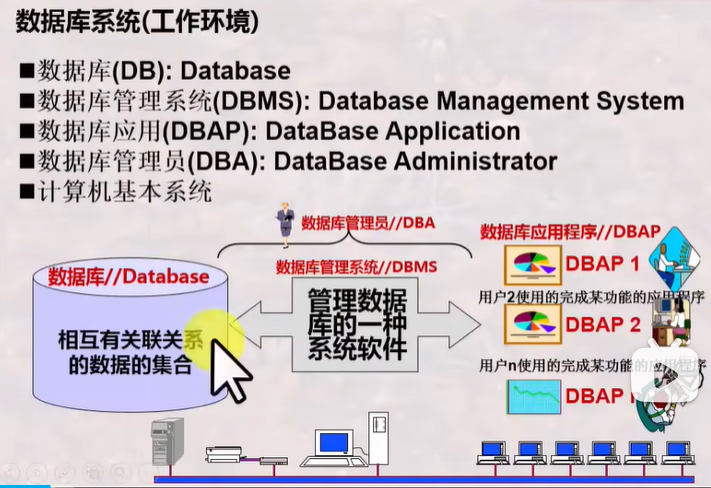 数据库系统(工作环境)
■数据库(DB): Database
■数据库管理系统(DBMS): Database Management System
■数据库应用(DBAP): DataBase Application
■数据库管理员(DBA): DataBase Administrator
■计算机基本系统
数据库管理员//DBA
数据库应用程序//DBAP
数据库//Database
数据库管理系统//DBMS
DBAP 1
管理数据
库的一种
系统软件
用户2使用的完成某功能的应用程序
相互有关联关系
的数据的集合
DBAP 2
用户n使用的完成某功能的应用程序
DBAP